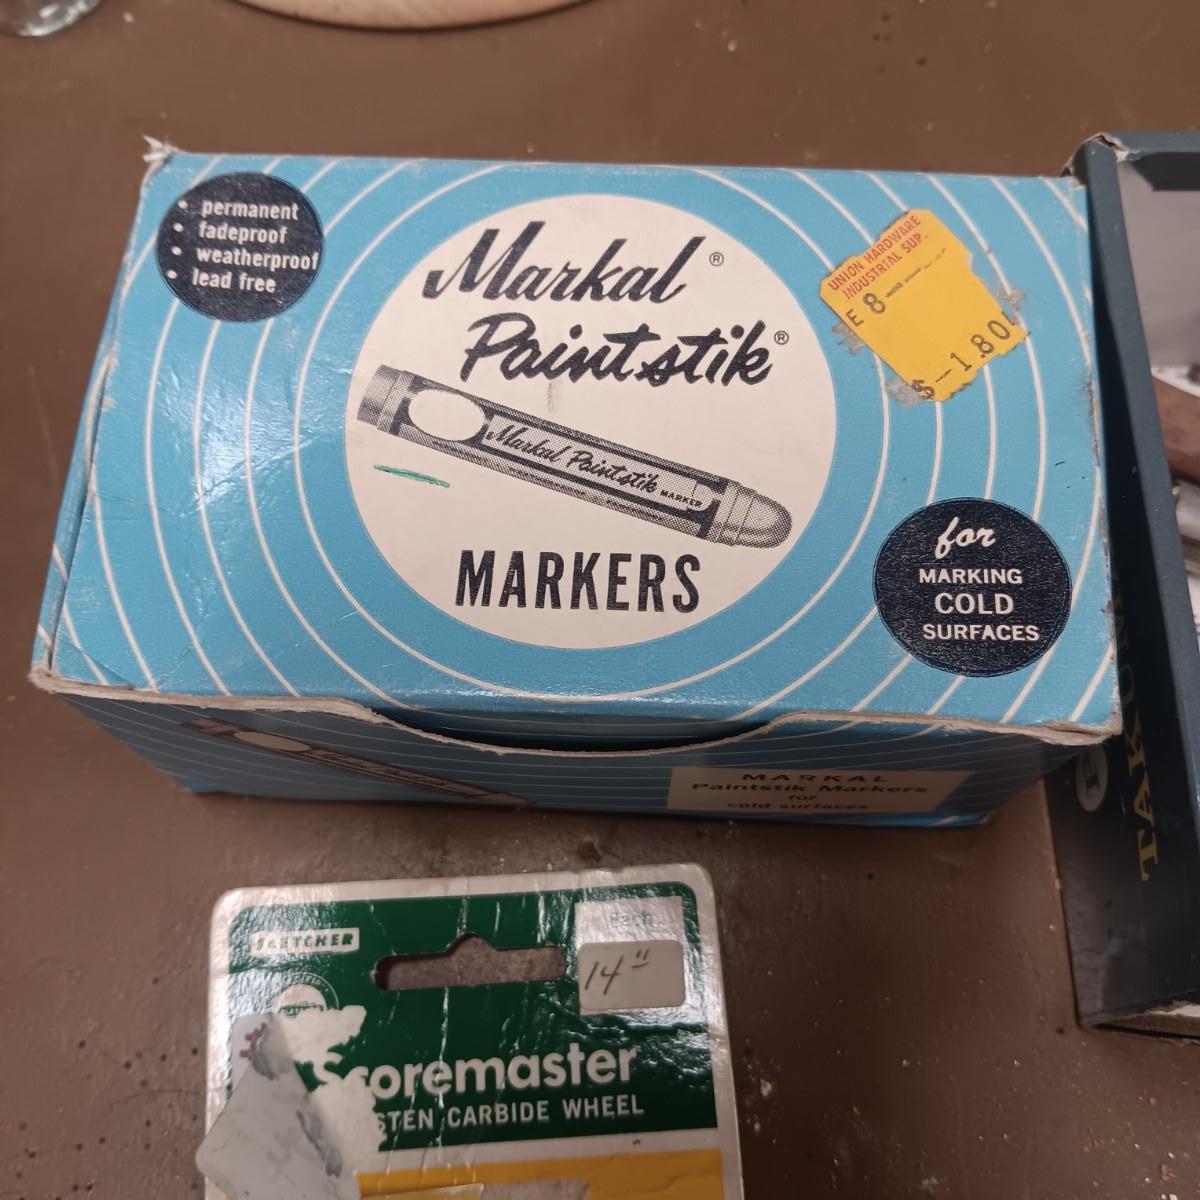 • permanent
• fadeproof
• weatherproof
• lead free
Markal®
Paintstik®
Markal Paintstik MARKER
MARKERS
UNION HARDWARE
INDUSTRIAL SUP.
E 8
$-1.80
for
MARKING
COLD
SURFACES
MARKAL
Paintstik Markers
for
cold surfaces
TAKUMI
FLETCHER
14"
Scoremaster
STEN CARBIDE WHEEL